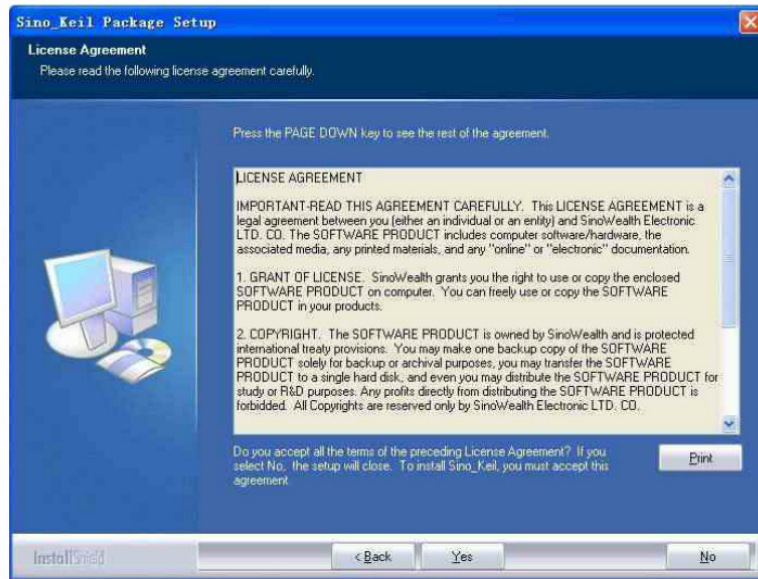 Sino_Keil Package Setup
License Agreement
Please read the following license agreement carefully.
Press the PAGE DOWN key to see the rest of the agreement.
LICENSE AGREEMENT
IMPORTANT-READ THIS AGREEMENT CAREFULLY. This LICENSE AGREEMENT is a
legal agreement between you (either an individual or an entity) and SinoWealth Electronic
LTD. CO. The SOFTWARE PRODUCT includes computer software/hardware, the
associated media, any printed materials, and any "online" or "electronic" documentation.
1. GRANT OF LICENSE. SinoWealth grants you the right to use or copy the enclosed
SOFTWARE PRODUCT on computer. You can freely use or copy the SOFTWARE
PRODUCT in your products.
2. COPYRIGHT. The SOFTWARE PRODUCT is owned by SinoWealth and is protected
international treaty provisions. You may make one backup copy of the SOFTWARE
PRODUCT solely for backup or archival purposes, you may transfer the SOFTWARE
PRODUCT to a single hard disk, and even you may distribute the SOFTWARE PRODUCT for
study or R&D purposes. Any profits directly from distributing the SOFTWARE PRODUCT is
forbidded. All Copyrights are reserved only by SinoWealth Electronic LTD. CO.
Do you accept all the terms of the preceding License Agreement? If you
select No, the setup will close. To install Sino_Keil, you must accept this
agreement.
Print
InstallShield
< Back
Yes
No